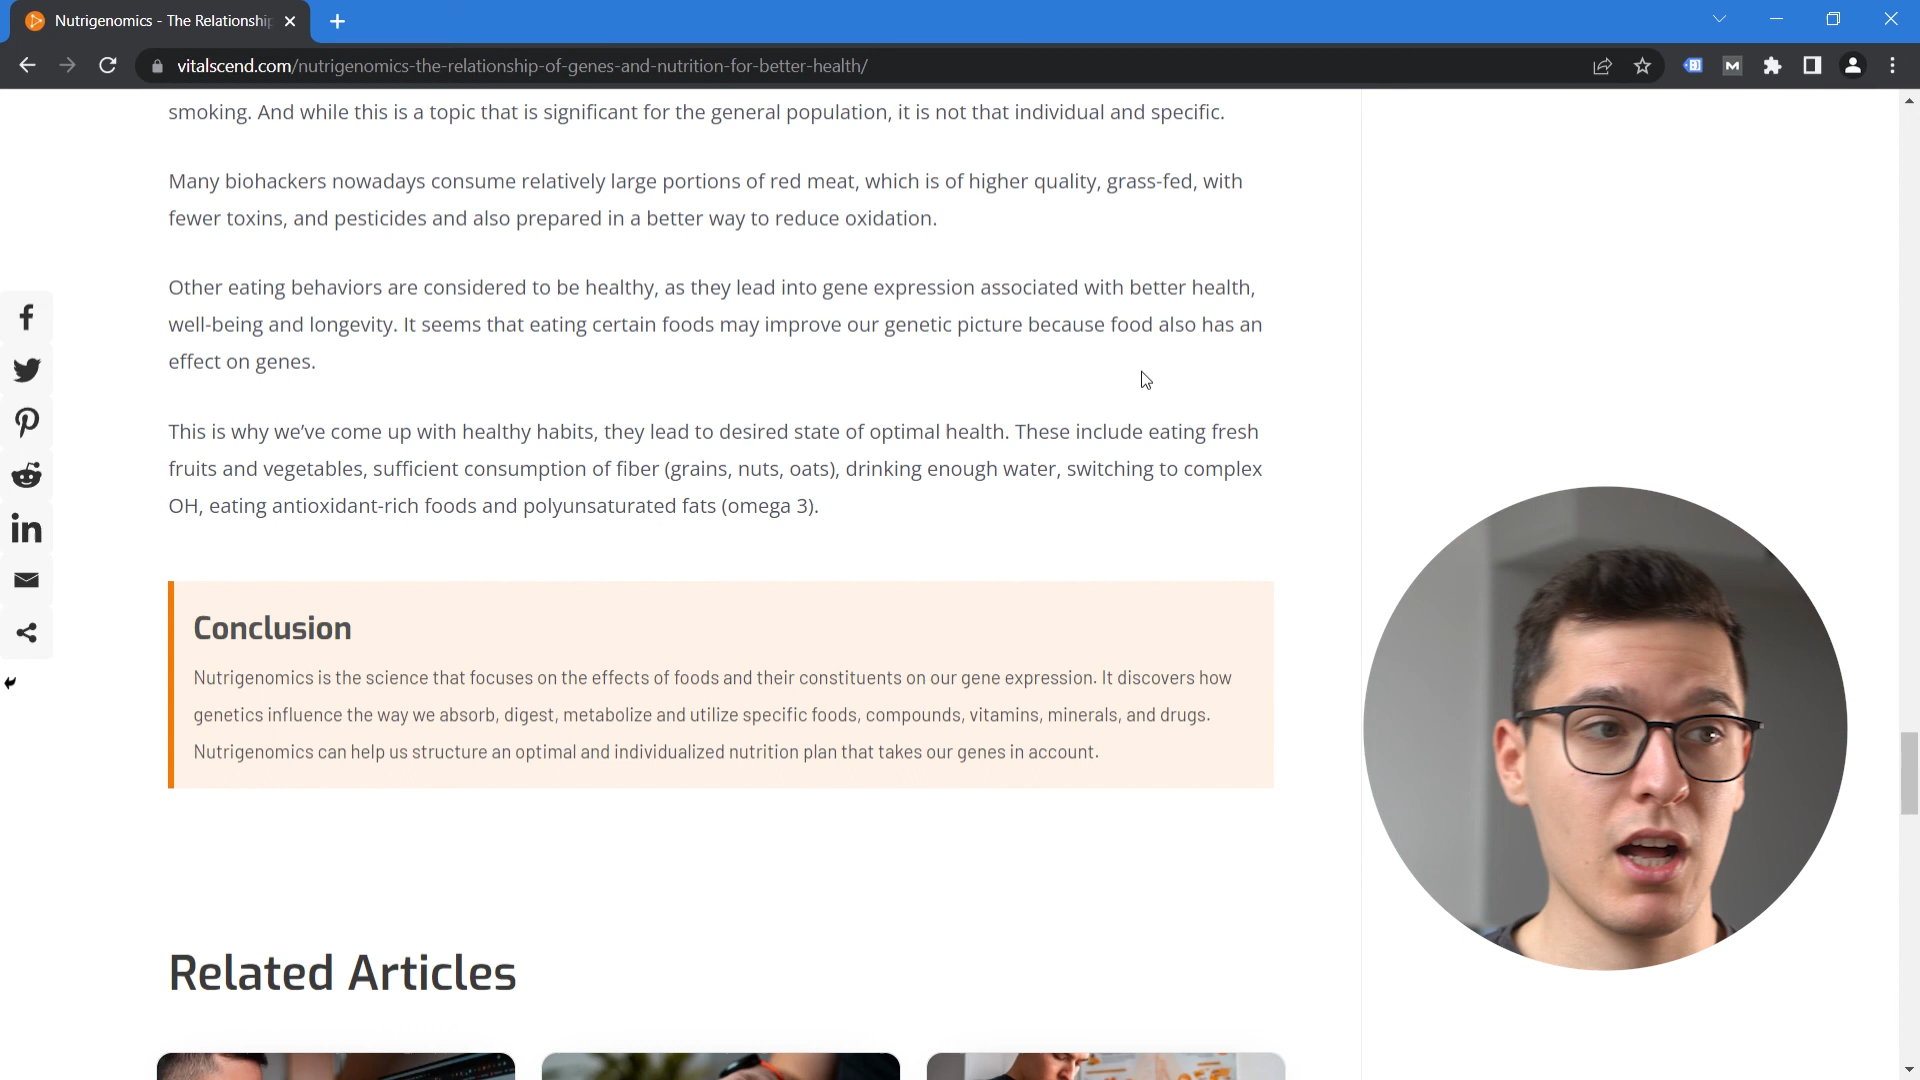 Nutrigenomics - The Relationship
vitalscend.com/nutrigenomics-the-relationship-of-genes-and-nutrition-for-better-health/
smoking. And while this is a topic that is significant for the general population, it is not that individual and specific.
Many biohackers nowadays consume relatively large portions of red meat, which is of higher quality, grass-fed, with
fewer toxins, and pesticides and also prepared in a better way to reduce oxidation.
Other eating behaviors are considered to be healthy, as they lead into gene expression associated with better health,
well-being and longevity. It seems that eating certain foods may improve our genetic picture because food also has an
effect on genes.
This is why we’ve come up with healthy habits, they lead to desired state of optimal health. These include eating fresh
fruits and vegetables, sufficient consumption of fiber (grains, nuts, oats), drinking enough water, switching to complex
OH, eating antioxidant-rich foods and polyunsaturated fats (omega 3).
Conclusion
Nutrigenomics is the science that focuses on the effects of foods and their constituents on our gene expression. It discovers how
genetics influence the way we absorb, digest, metabolize and utilize specific foods, compounds, vitamins, minerals, and drugs.
Nutrigenomics can help us structure an optimal and individualized nutrition plan that takes our genes in account.
Related Articles